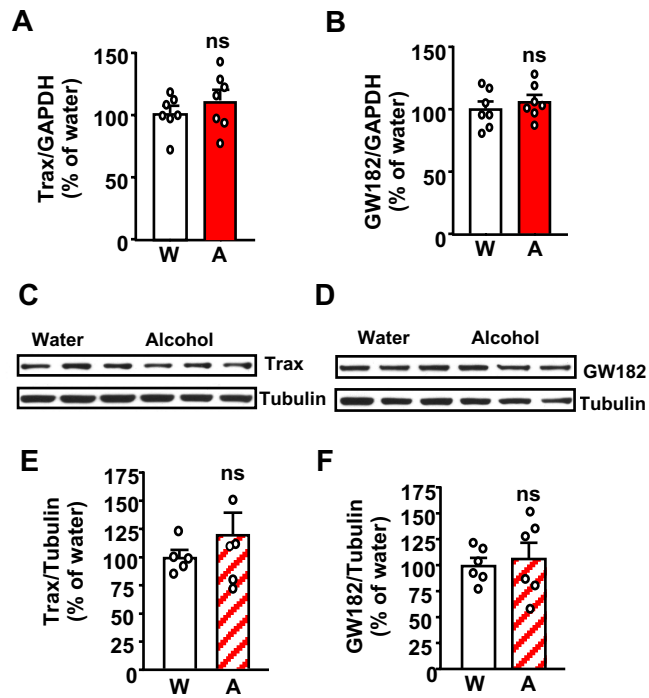 A
ns
150
100
50
0
Trax/GAPDH
(% of water)
W A
B
ns
150
100
50
0
GW182/GAPDH
(% of water)
W A
C
Water Alcohol
Trax
Tubulin
D
Water Alcohol
GW182
Tubulin
E
ns
175
150
125
100
75
50
25
0
Trax/Tubulin
(% of water)
W A
F
ns
175
150
125
100
75
50
25
0
GW182/Tubulin
(% of water)
W A